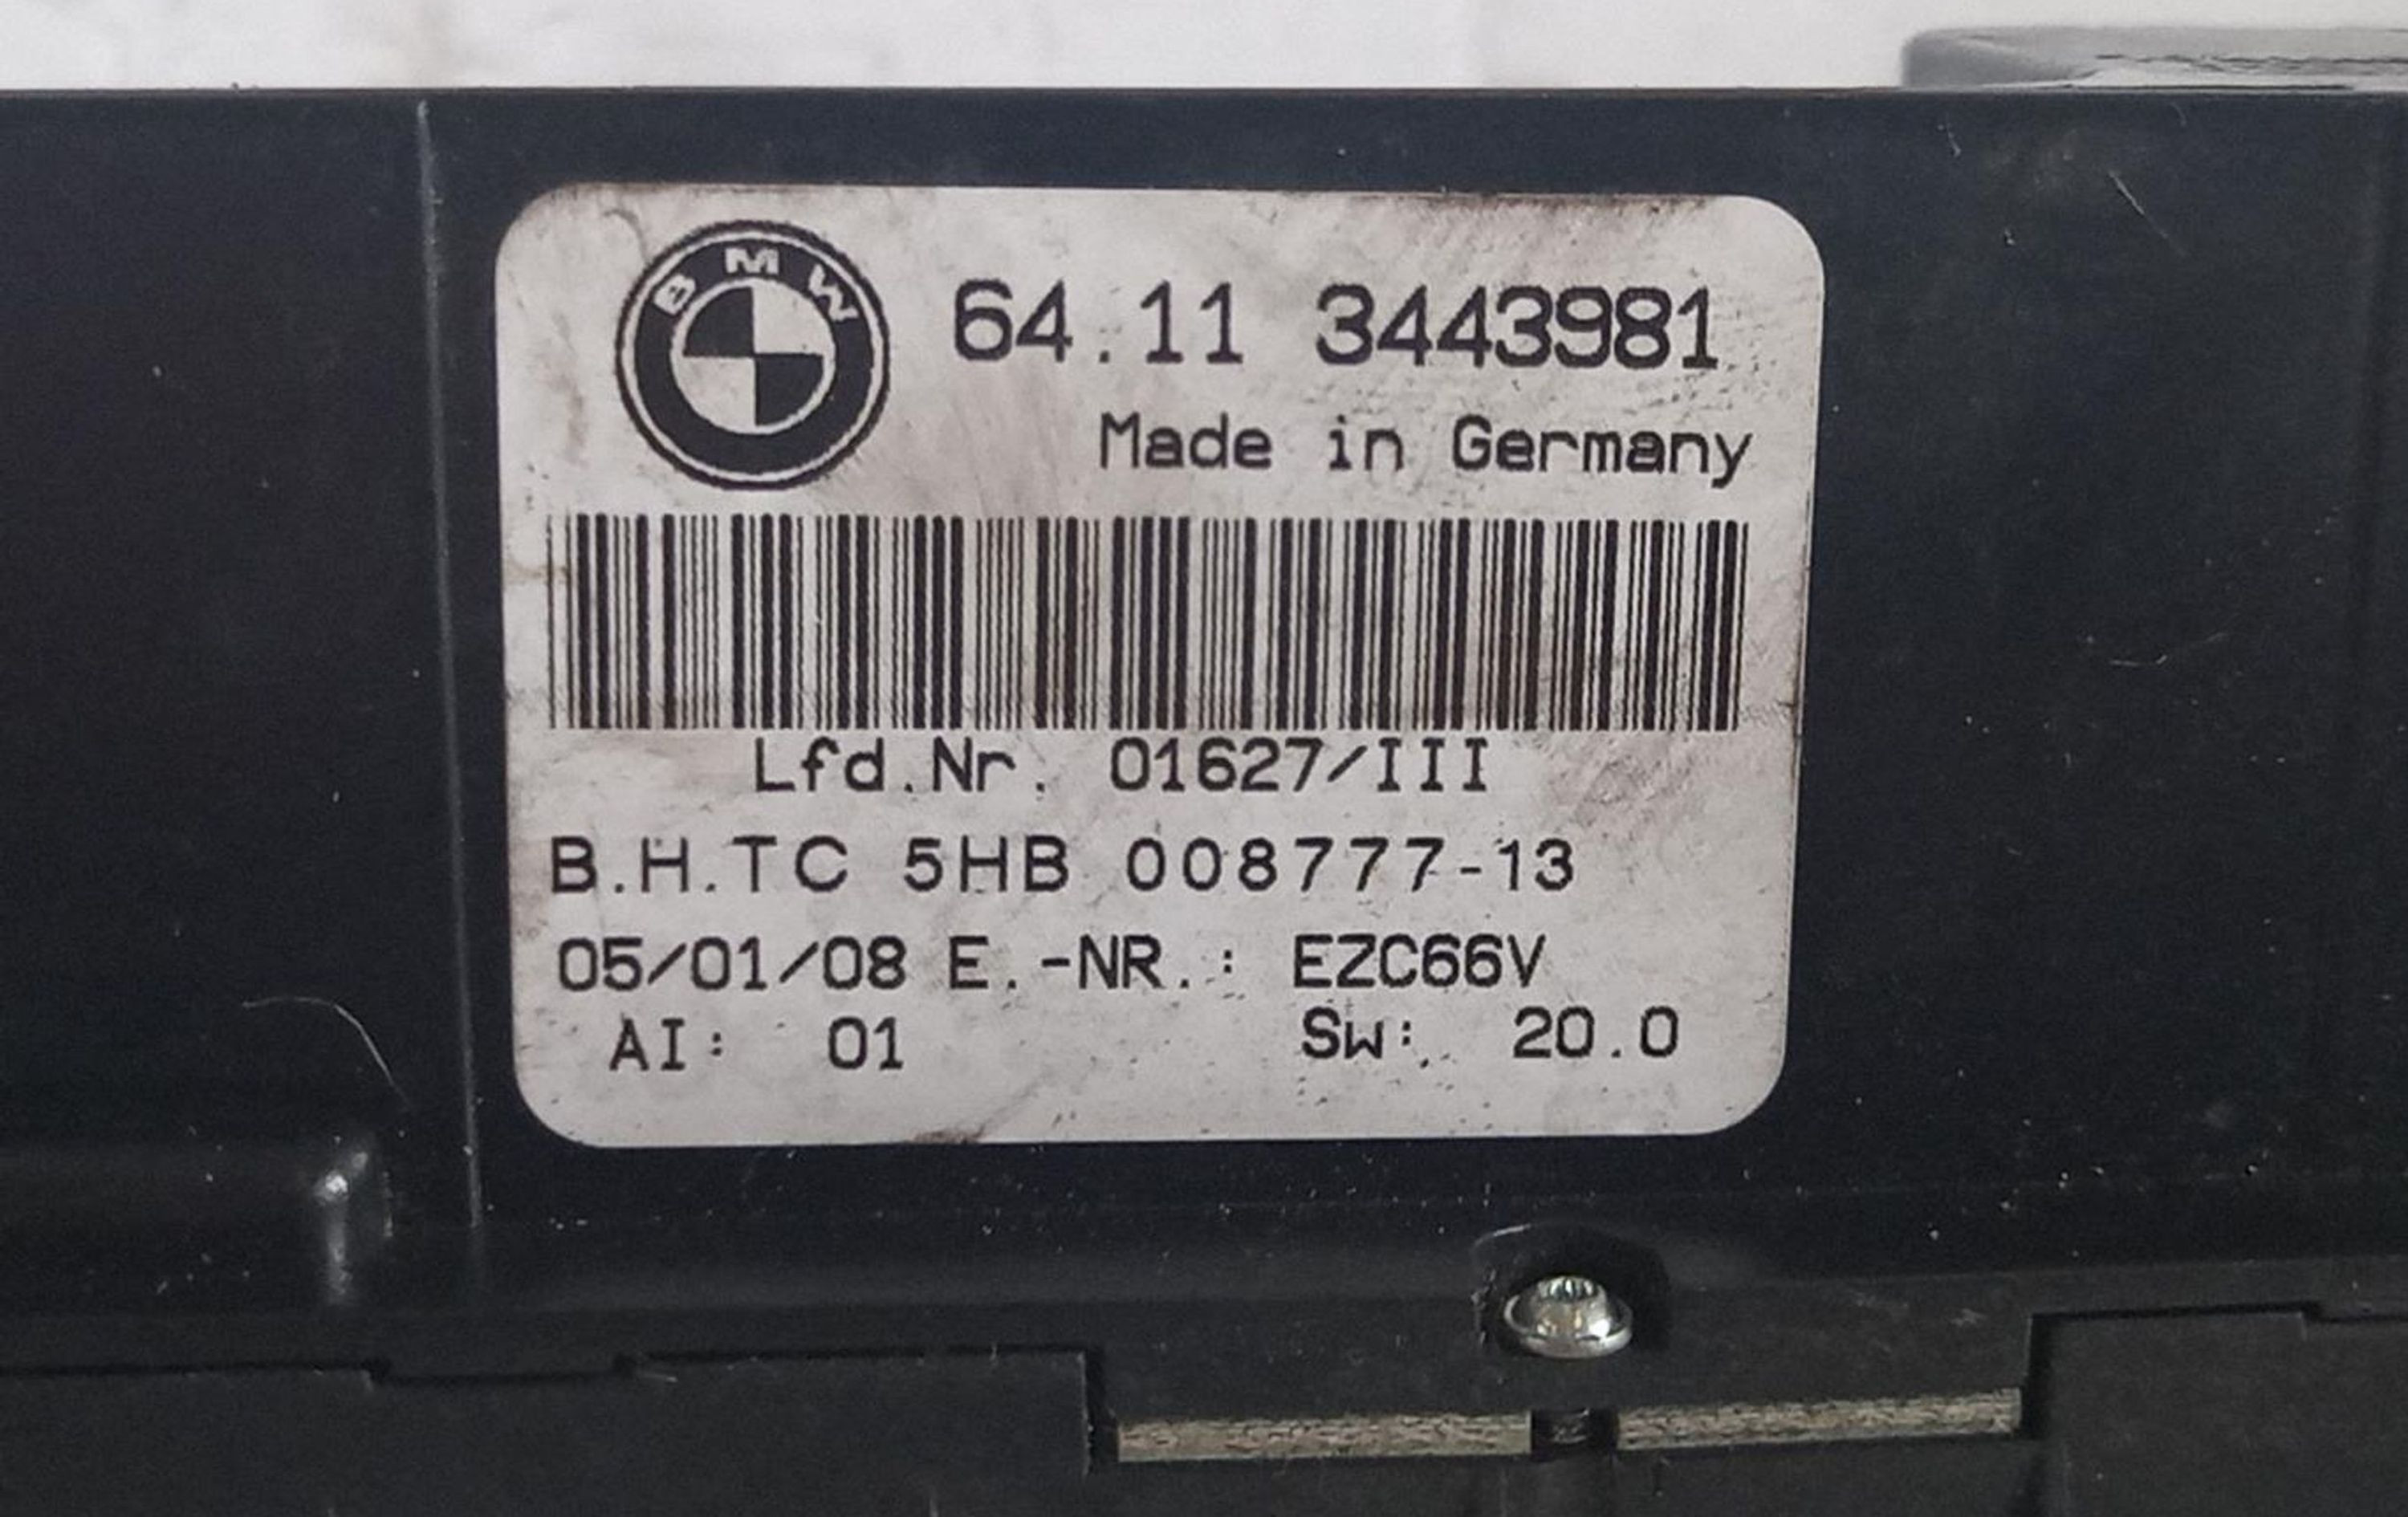 BMW
64.11 3443981
Made in Germany
Lfd.Nr. 01627/III
B.H.TC 5HB 008777-13
05/01/08 E.-NR.: EZC66V
AI: 01 SW: 20.0